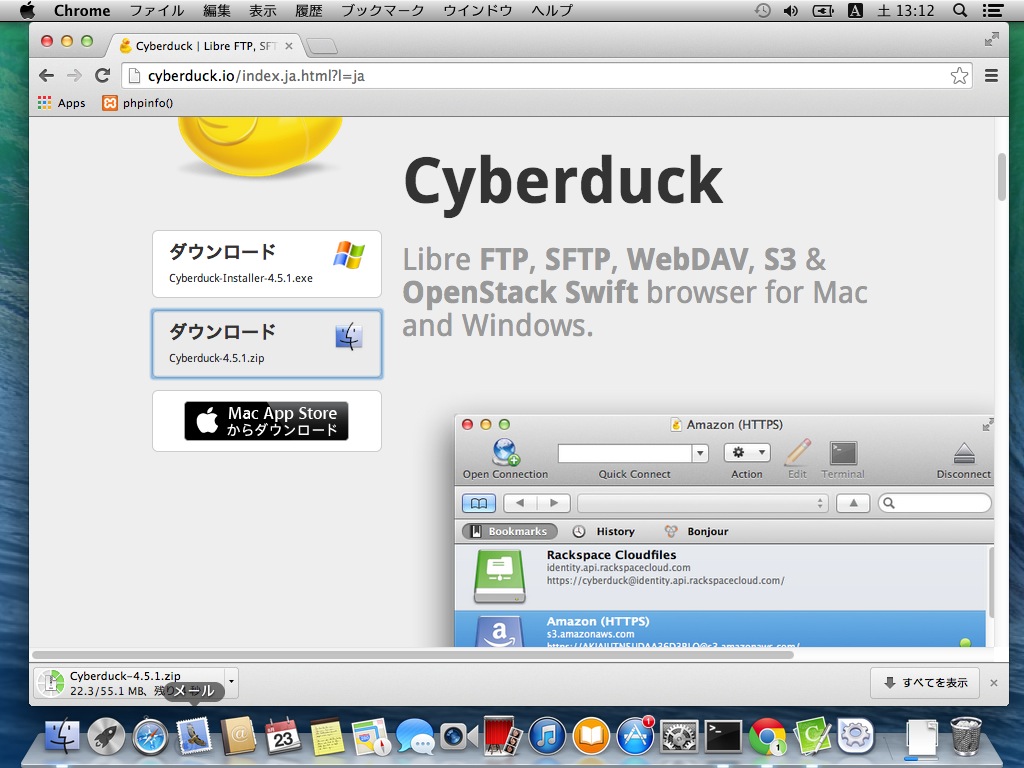 Chrome ファイル 編集 表示 履歴 ブックマーク ウインドウ ヘルプ A 土 13:12
Cyberduck | Libre FTP, SFT
cyberduck.io/index.ja.html?l=ja
Apps phpinfo()
Cyberduck
ダウンロード
Cyberduck-Installer-4.5.1.exe
ダウンロード
Cyberduck-4.5.1.zip
Mac App Store
からダウンロード
Libre FTP, SFTP, WebDAV, S3 &
OpenStack Swift browser for Mac
and Windows.
Amazon (HTTPS)
Open Connection Quick Connect Action Edit Terminal Disconnect
Bookmarks History Bonjour
Rackspace Cloudfiles
identity.api.rackspacecloud.com
https://cyberduck@identity.api.rackspacecloud.com/
Amazon (HTTPS)
s3.amazonaws.com
Cyberduck-4.5.1.zip
22.3/55.1 MB、残り
メール
すべてを表示
23
1
1